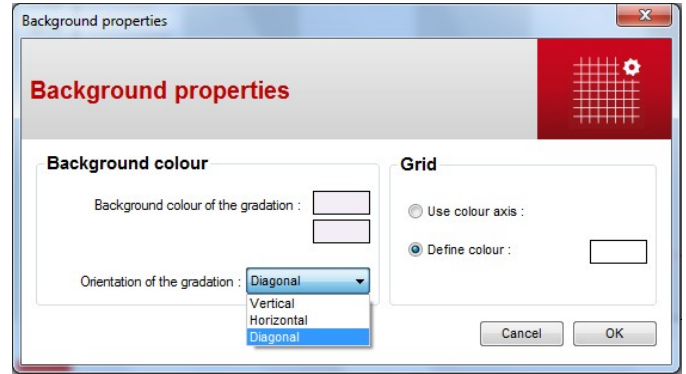 Background properties
Background properties
Background colour
Background colour of the gradation :
Orientation of the gradation : Diagonal
Vertical
Horizontal
Diagonal
Grid
Use colour axis :
Define colour :
Cancel OK